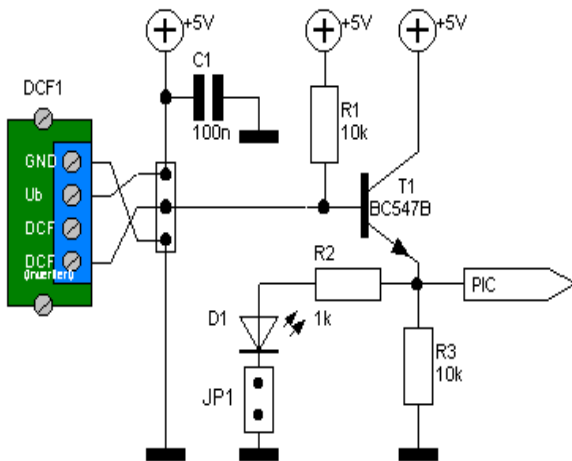 +5V
+5V
+5V
C1
100n
DCF1
GND
Ub
DCF
DCF
R1
10k
T1
BC547B
R2
1k
D1
PIC
R3
10k
JP1